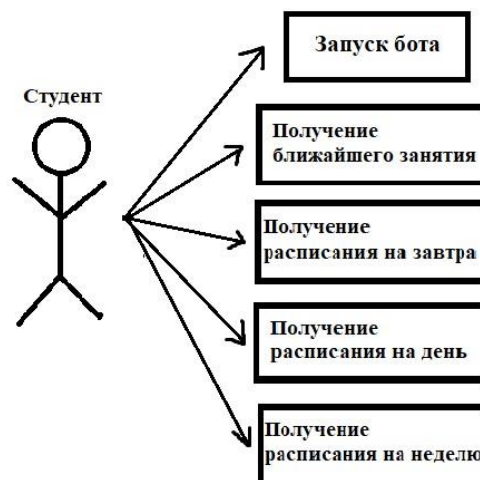 Запуск бота
Студент
Получение
ближайшего занятия
Получение
расписания на завтра
Получение
расписания на день
Получение
расписания на неделю